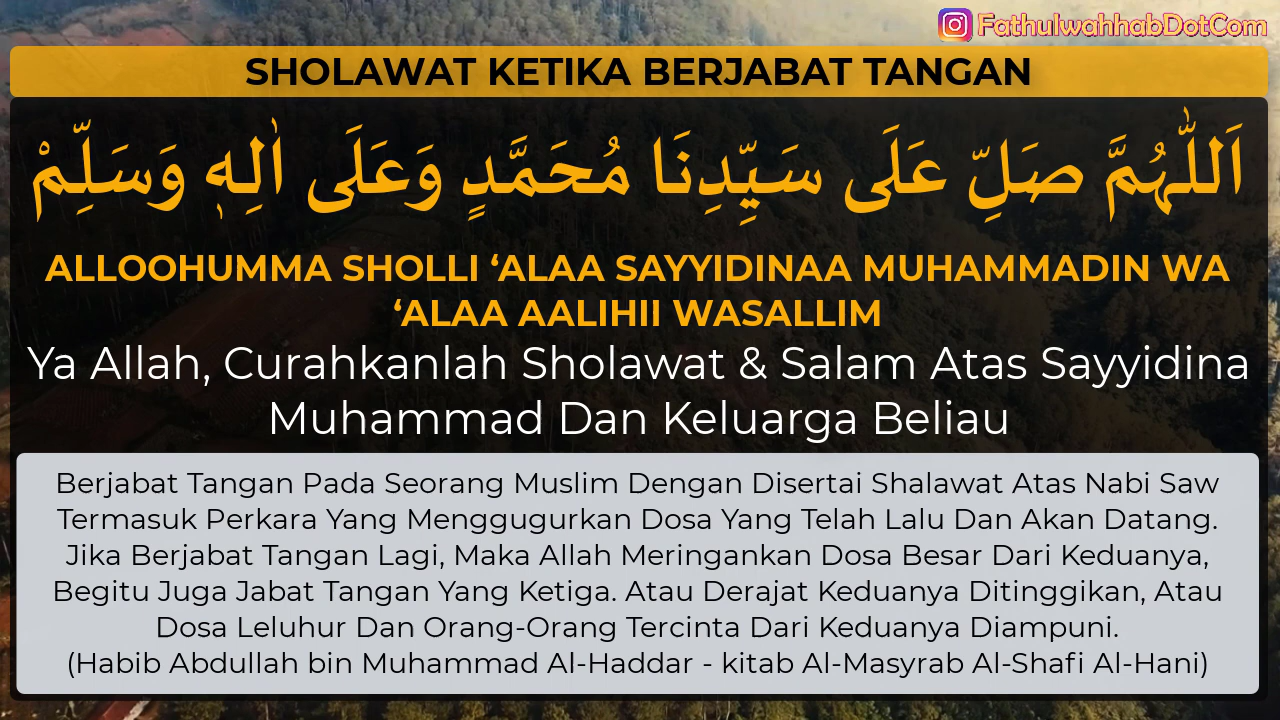 FathulwahhabDotCom
SHOLAWAT KETIKA BERJABAT TANGAN
اَللّٰهُمَّ صَلِّ عَلَى سَيِّدِنَا مُحَمَّدٍ وَعَلَى اٰلِهٖ وَسَلِّمْ
ALLOOHUMMA SHOLLI ‘ALAA SAYYIDINAA MUHAMMADIN WA
‘ALAA AALIHII WASALLIM
Ya Allah, Curahkanlah Sholawat & Salam Atas Sayyidina
Muhammad Dan Keluarga Beliau
Berjabat Tangan Pada Seorang Muslim Dengan Disertai Shalawat Atas Nabi Saw
Termasuk Perkara Yang Menggugurkan Dosa Yang Telah Lalu Dan Akan Datang.
Jika Berjabat Tangan Lagi, Maka Allah Meringankan Dosa Besar Dari Keduanya,
Begitu Juga Jabat Tangan Yang Ketiga. Atau Derajat Keduanya Ditinggikan, Atau
Dosa Leluhur Dan Orang-Orang Tercinta Dari Keduanya Diampuni.
(Habib Abdullah bin Muhammad Al-Haddar - kitab Al-Masyrab Al-Shafi Al-Hani)